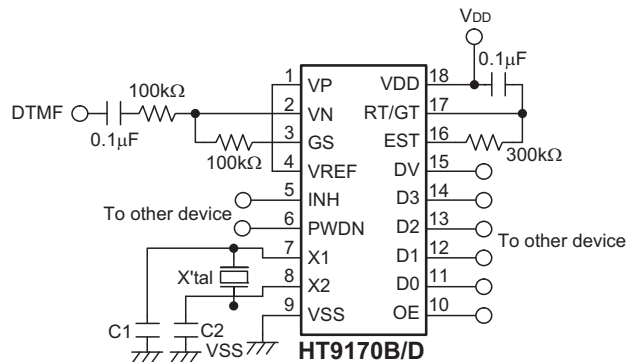 VDD
0.1μF
1 VP VDD 18
100kΩ
DTMF
0.1μF
2 VN RT/GT 17
3 GS EST 16
100kΩ
300kΩ
4 VREF DV 15
5 INH D3 14
To other device
6 PWDN D2 13
To other device
7 X1 D1 12
X'tal
8 X2 D0 11
9 VSS OE 10
C1
C2
VSS
HT9170B/D